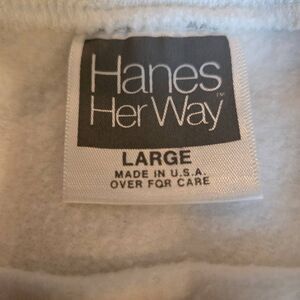 Hanes
Her Way™
LARGE
MADE IN U.S.A.
OVER FOR CARE